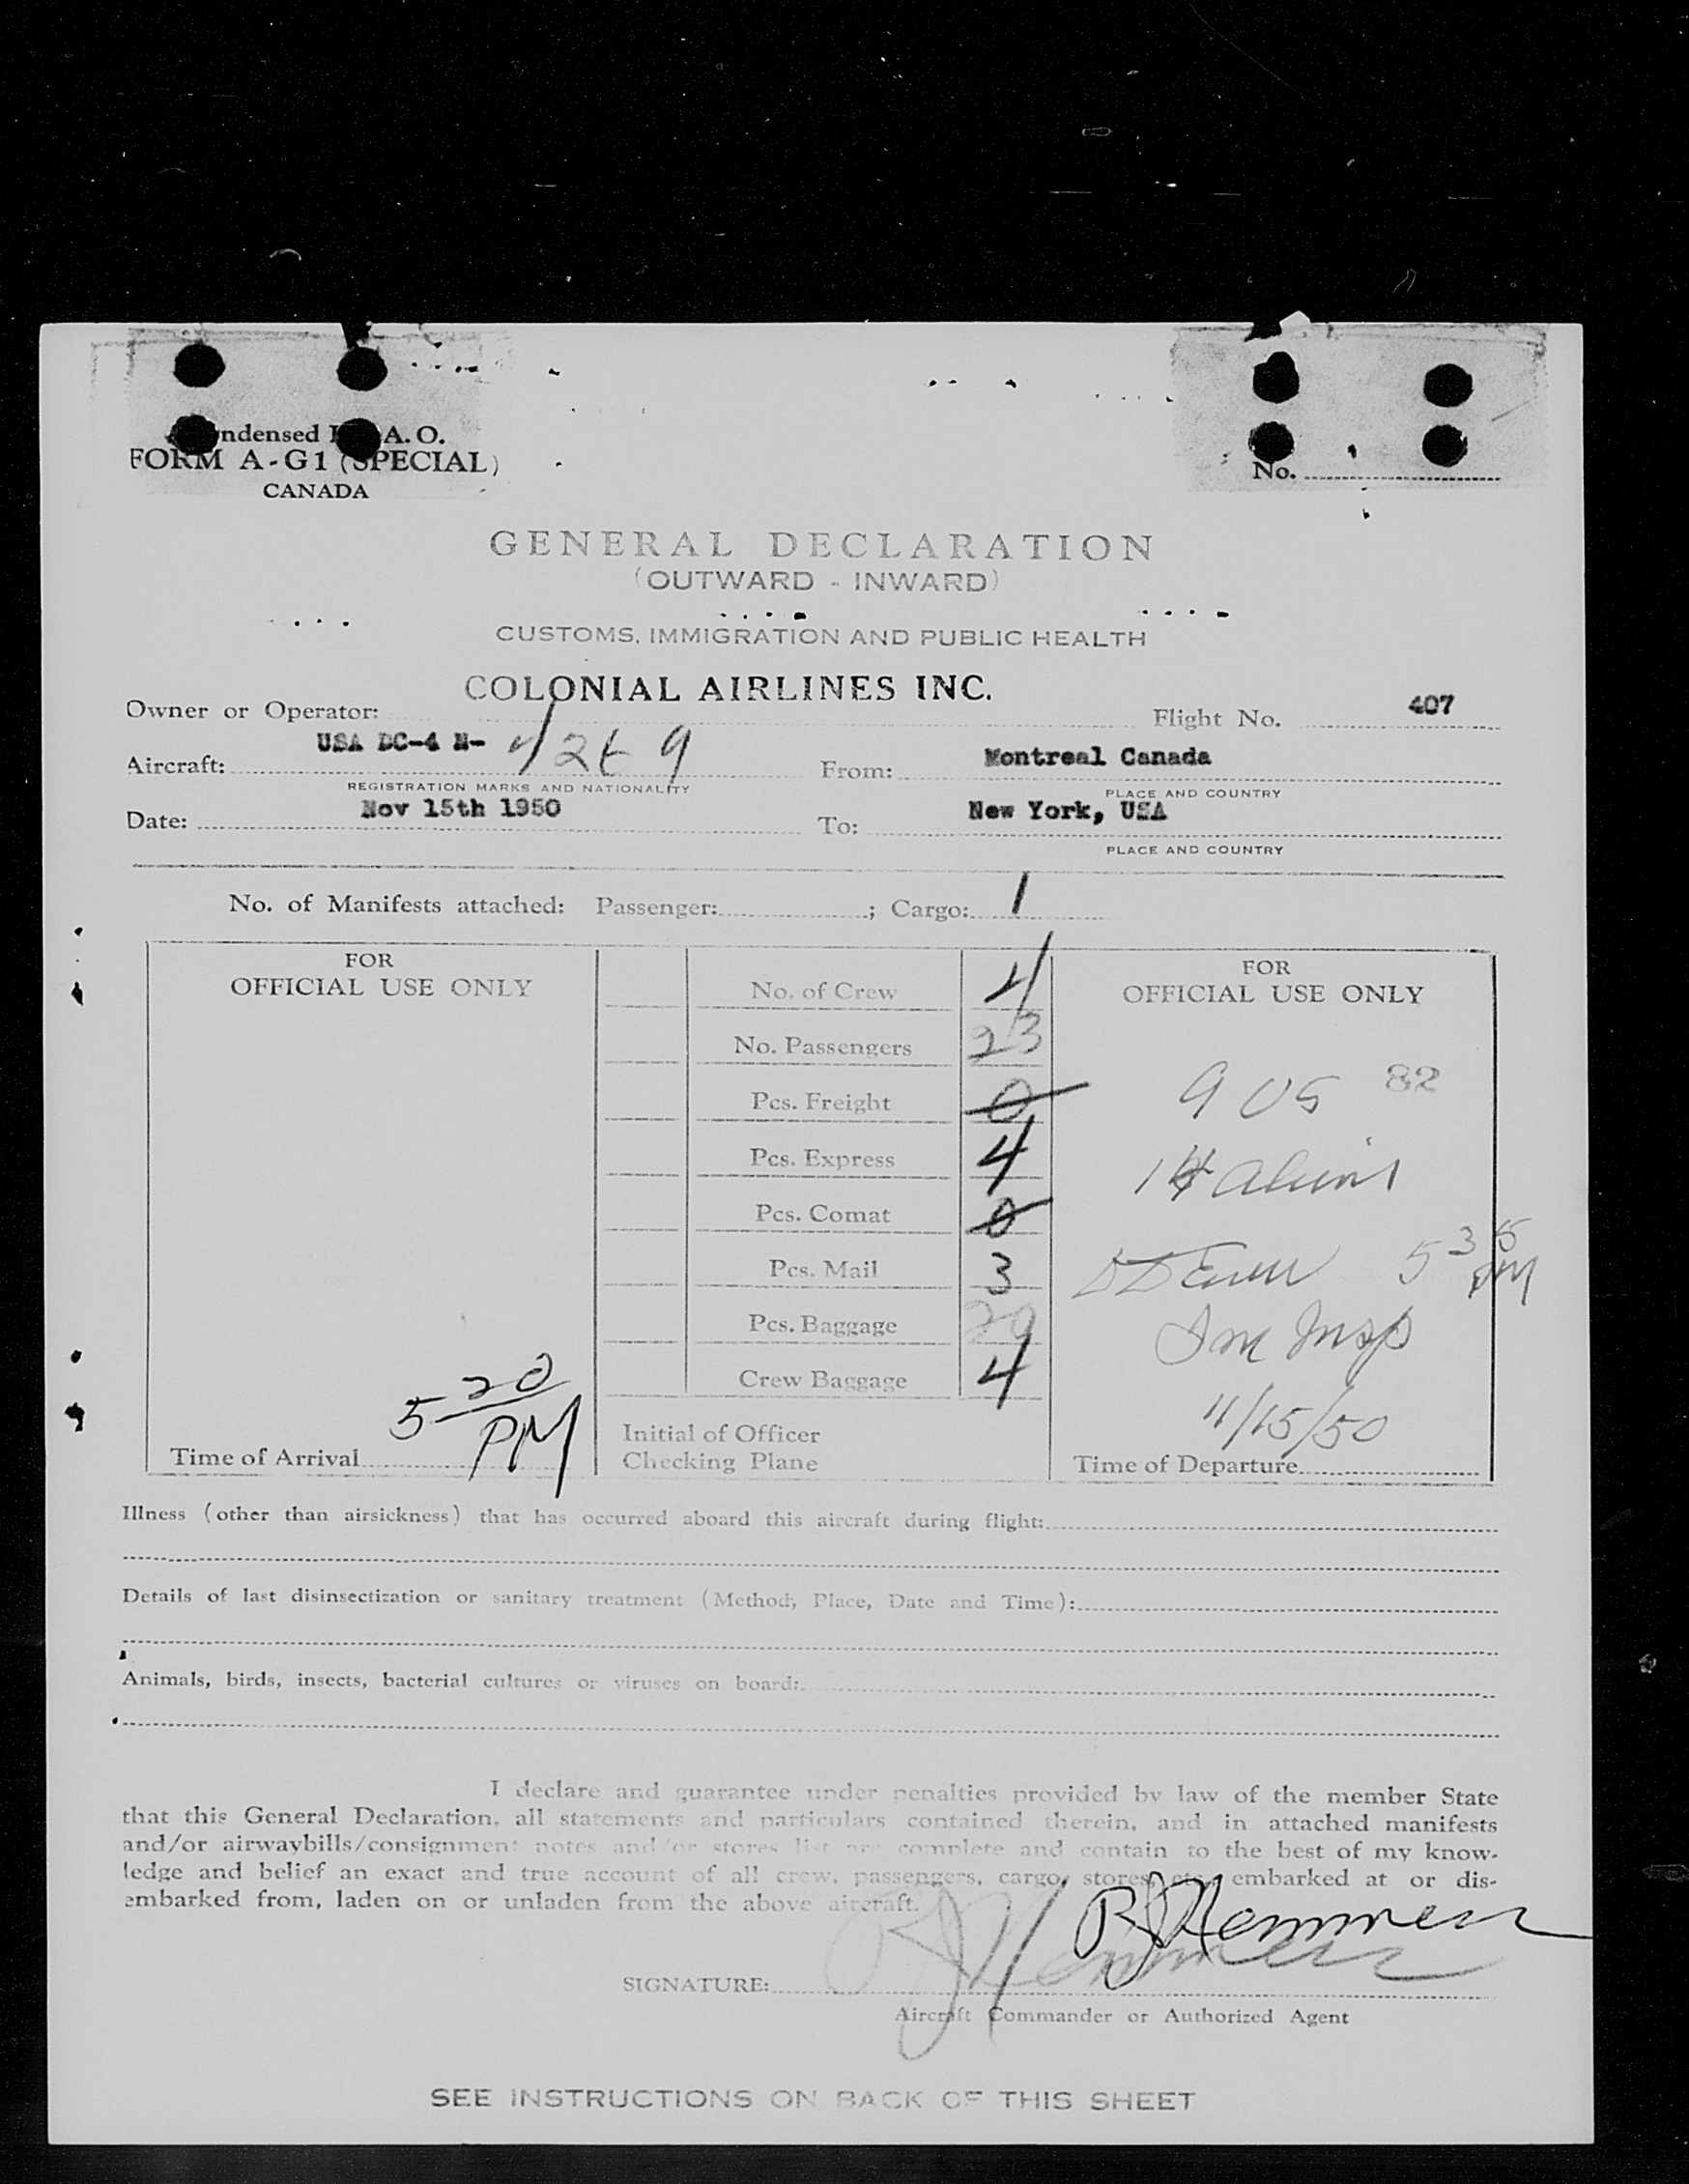 ndensed I A. O.
FORM A-G1 (SPECIAL)
CANADA
No.
GENERAL DECLARATION
(OUTWARD - INWARD)
CUSTOMS, IMMIGRATION AND PUBLIC HEALTH
COLONIAL AIRLINES INC.
Owner or Operator:
Flight No. 407
Aircraft: USA DC-4 N-
REGISTRATION MARKS AND NATIONALITY
From: Montreal Canada
PLACE AND COUNTRY
Date: Nov 15th 1950
To: New York, USA
PLACE AND COUNTRY
No. of Manifests attached: Passenger: ; Cargo: 1
FOR
OFFICIAL USE ONLY
Time of Arrival 5 20 PM
No. of Crew 4
No. Passengers 23
Pcs. Freight 0
Pcs. Express 4
Pcs. Comat 0
Pcs. Mail 3
Pcs. Baggage 29
Crew Baggage 4
Initial of Officer
Checking Plane
FOR
OFFICIAL USE ONLY
905 82
5 35 PM
Im Insp
11/15/50
Time of Departure
Illness (other than airsickness) that has occurred aboard this aircraft during flight:
Details of last disinsectization or sanitary treatment (Method, Place, Date and Time):
Animals, birds, insects, bacterial cultures or viruses on board:
I declare and guarantee under penalties provided by law of the member State
that this General Declaration, all statements and particulars contained therein, and in attached manifests
and/or airwaybills/consignment notes and/or stores list are complete and contain to the best of my know-
ledge and belief an exact and true account of all crew, passengers, cargo, stores, etc. embarked at or dis-
embarked from, laden on or unladen from the above aircraft.
SIGNATURE:
Aircraft Commander or Authorized Agent
SEE INSTRUCTIONS ON BACK OF THIS SHEET